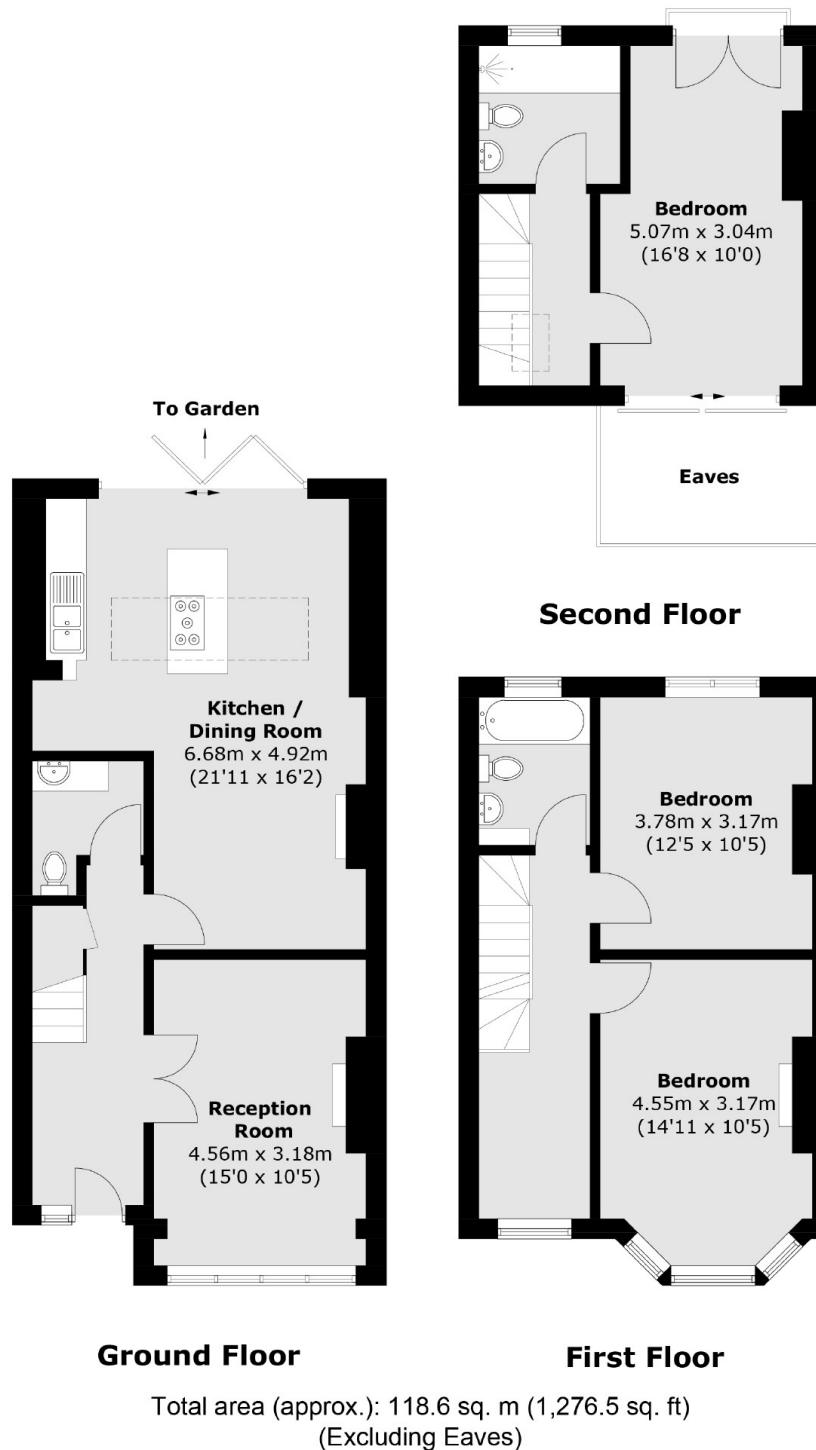 Bedroom
5.07m x 3.04m
(16'8 x 10'0)
To Garden
Eaves
Second Floor
Kitchen /
Dining Room
6.68m x 4.92m
(21'11 x 16'2)
Bedroom
3.78m x 3.17m
(12'5 x 10'5)
Reception
Room
4.56m x 3.18m
(15'0 x 10'5)
Bedroom
4.55m x 3.17m
(14'11 x 10'5)
Ground Floor
First Floor
Total area (approx.): 118.6 sq. m (1,276.5 sq. ft)
(Excluding Eaves)